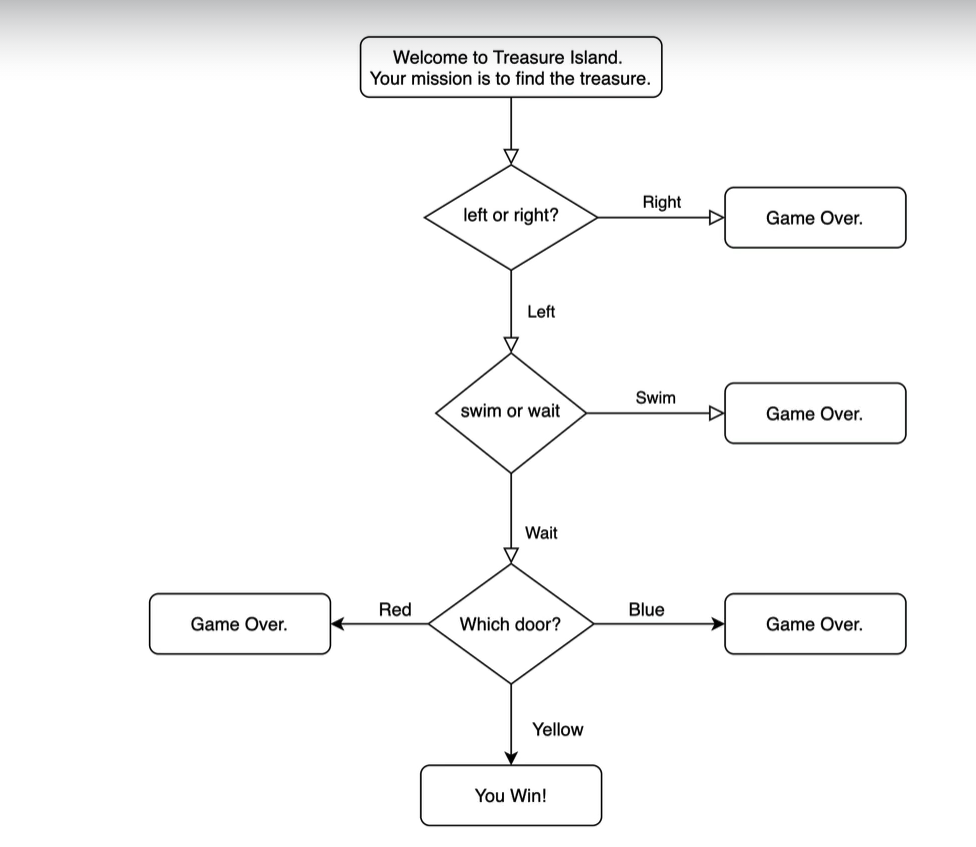 Welcome to Treasure Island.
Your mission is to find the treasure.
left or right?
Right
Game Over.
Left
swim or wait
Swim
Game Over.
Wait
Game Over.
Red
Which door?
Blue
Game Over.
Yellow
You Win!